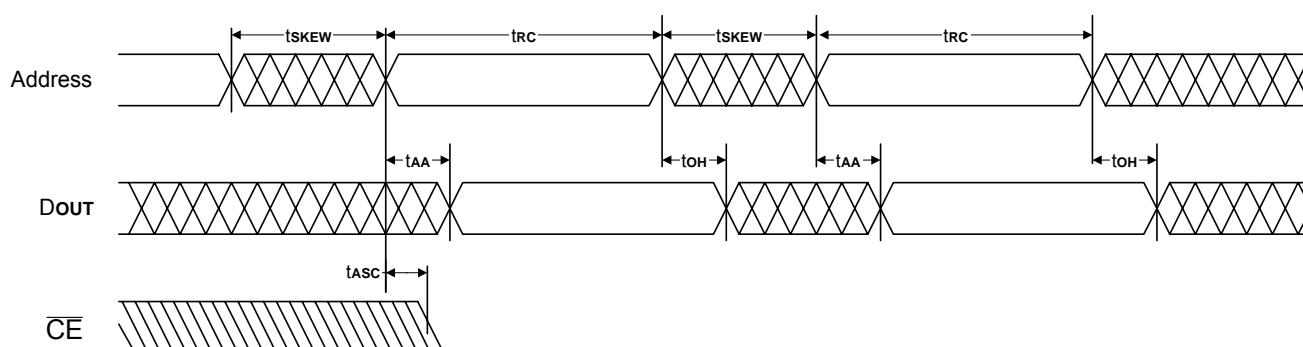 tSKEW tRC tSKEW tRC
Address
tAA tOH tAA tOH
DOUT
tASC
CE